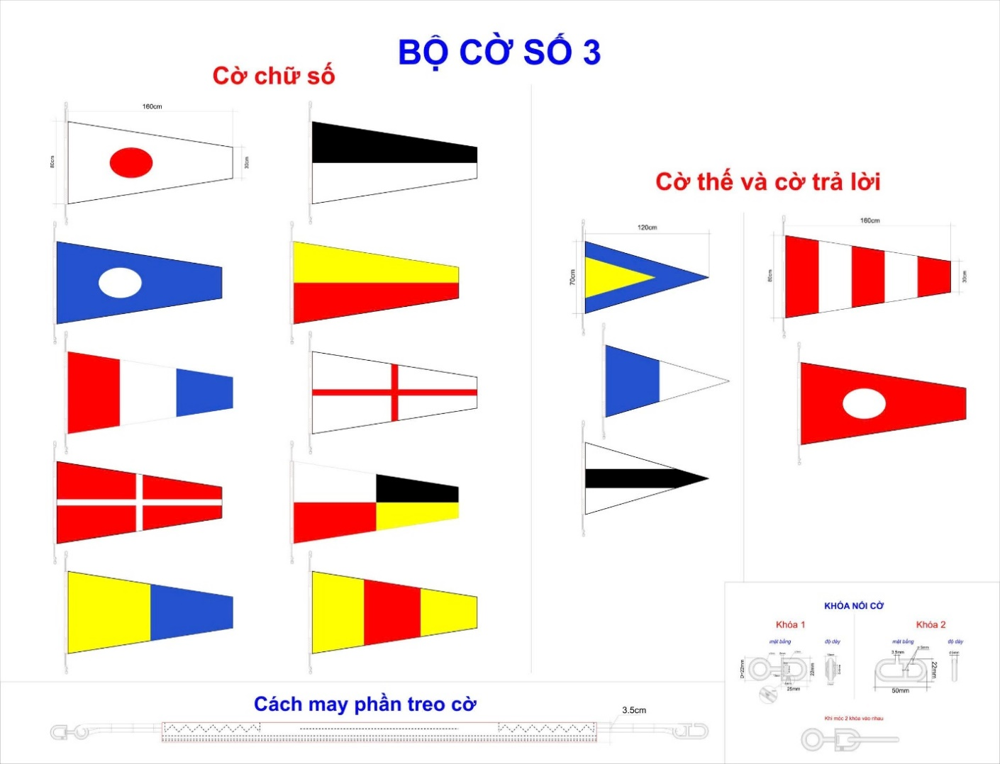 BỘ CỜ SỐ 3
Cờ chữ số
160cm
80cm
30cm
Cờ thế và cờ trả lời
120cm
70cm
160cm
80cm
30cm
KHÓA NỐI CỜ
Khóa 1
Khóa 2
mặt bằng
độ dày
mặt bằng
độ dày
D=22mm
22mm
25mm
3.5mm
22mm
50mm
Khi móc 2 khóa vào nhau
Cách may phần treo cờ
3.5cm